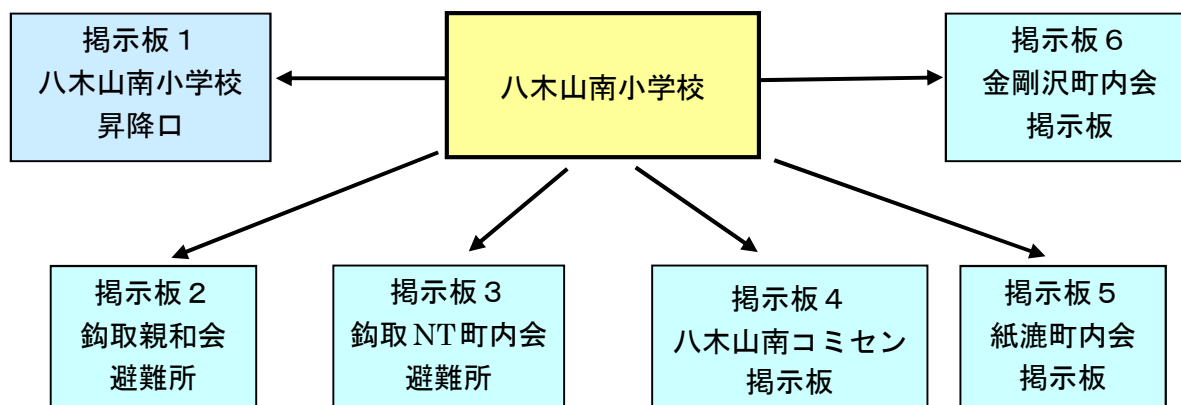 掲示板１
八木山南小学校
昇降口
八木山南小学校
掲示板６
金剛沢町内会
掲示板
掲示板２
鈎取親和会
避難所
掲示板３
鈎取NT町内会
避難所
掲示板４
八木山南コミセン
掲示板
掲示板５
紙漉町内会
掲示板